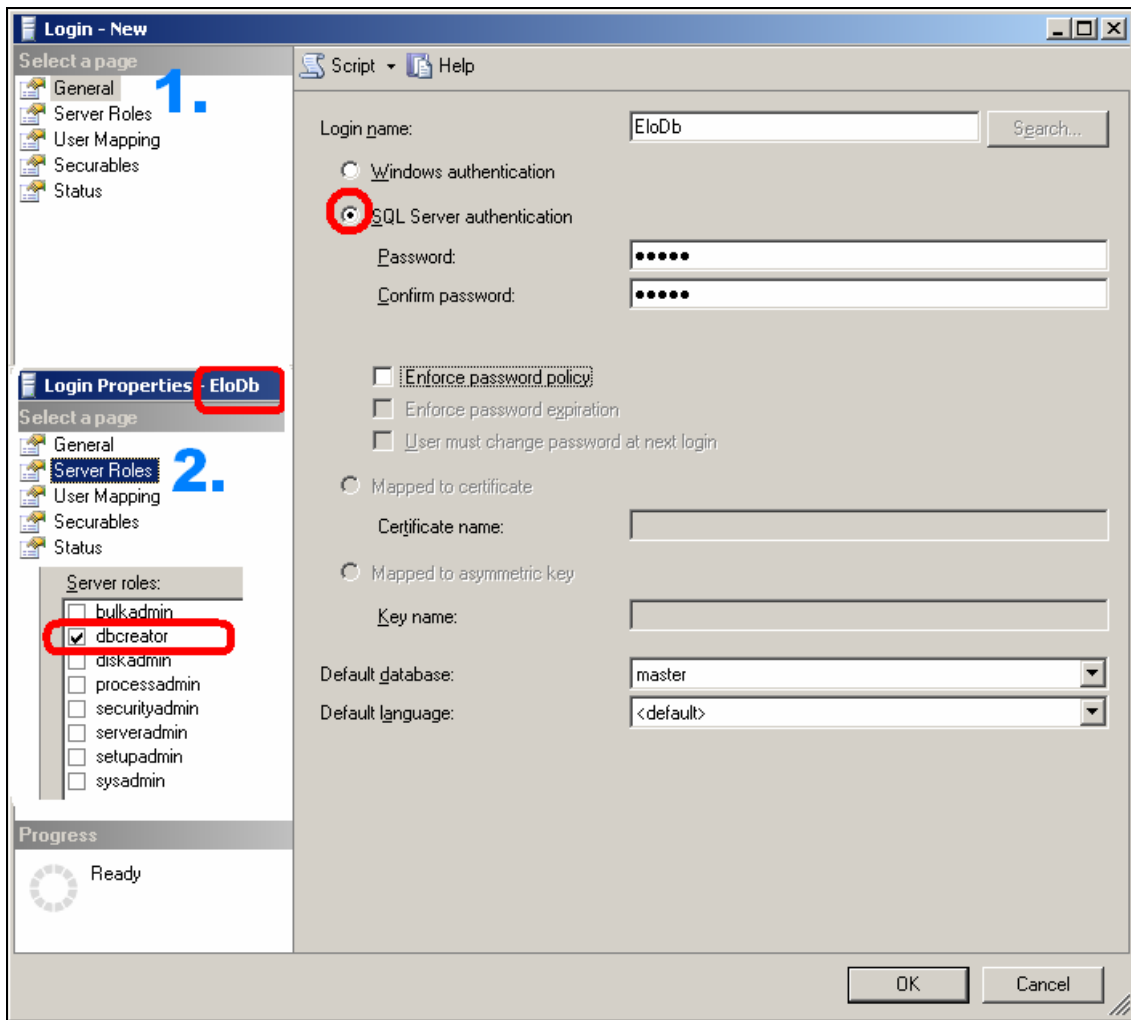 Login - New
Select a page
1.
General
Server Roles
User Mapping
Securables
Status
Script
Help
Login name:
EloDb
Search...
Windows authentication
SQL Server authentication
Password:
●●●●●
Confirm password:
●●●●●
Enforce password policy
Enforce password expiration
User must change password at next login
Mapped to certificate
Certificate name:
Mapped to asymmetric key
Key name:
Default database:
master
Default language:
<default>
Login Properties - EloDb
Select a page
2.
General
Server Roles
User Mapping
Securables
Status
Server roles:
bulkadmin
dbcreator
diskadmin
processadmin
securityadmin
serveradmin
setupadmin
sysadmin
Progress
Ready
OK
Cancel